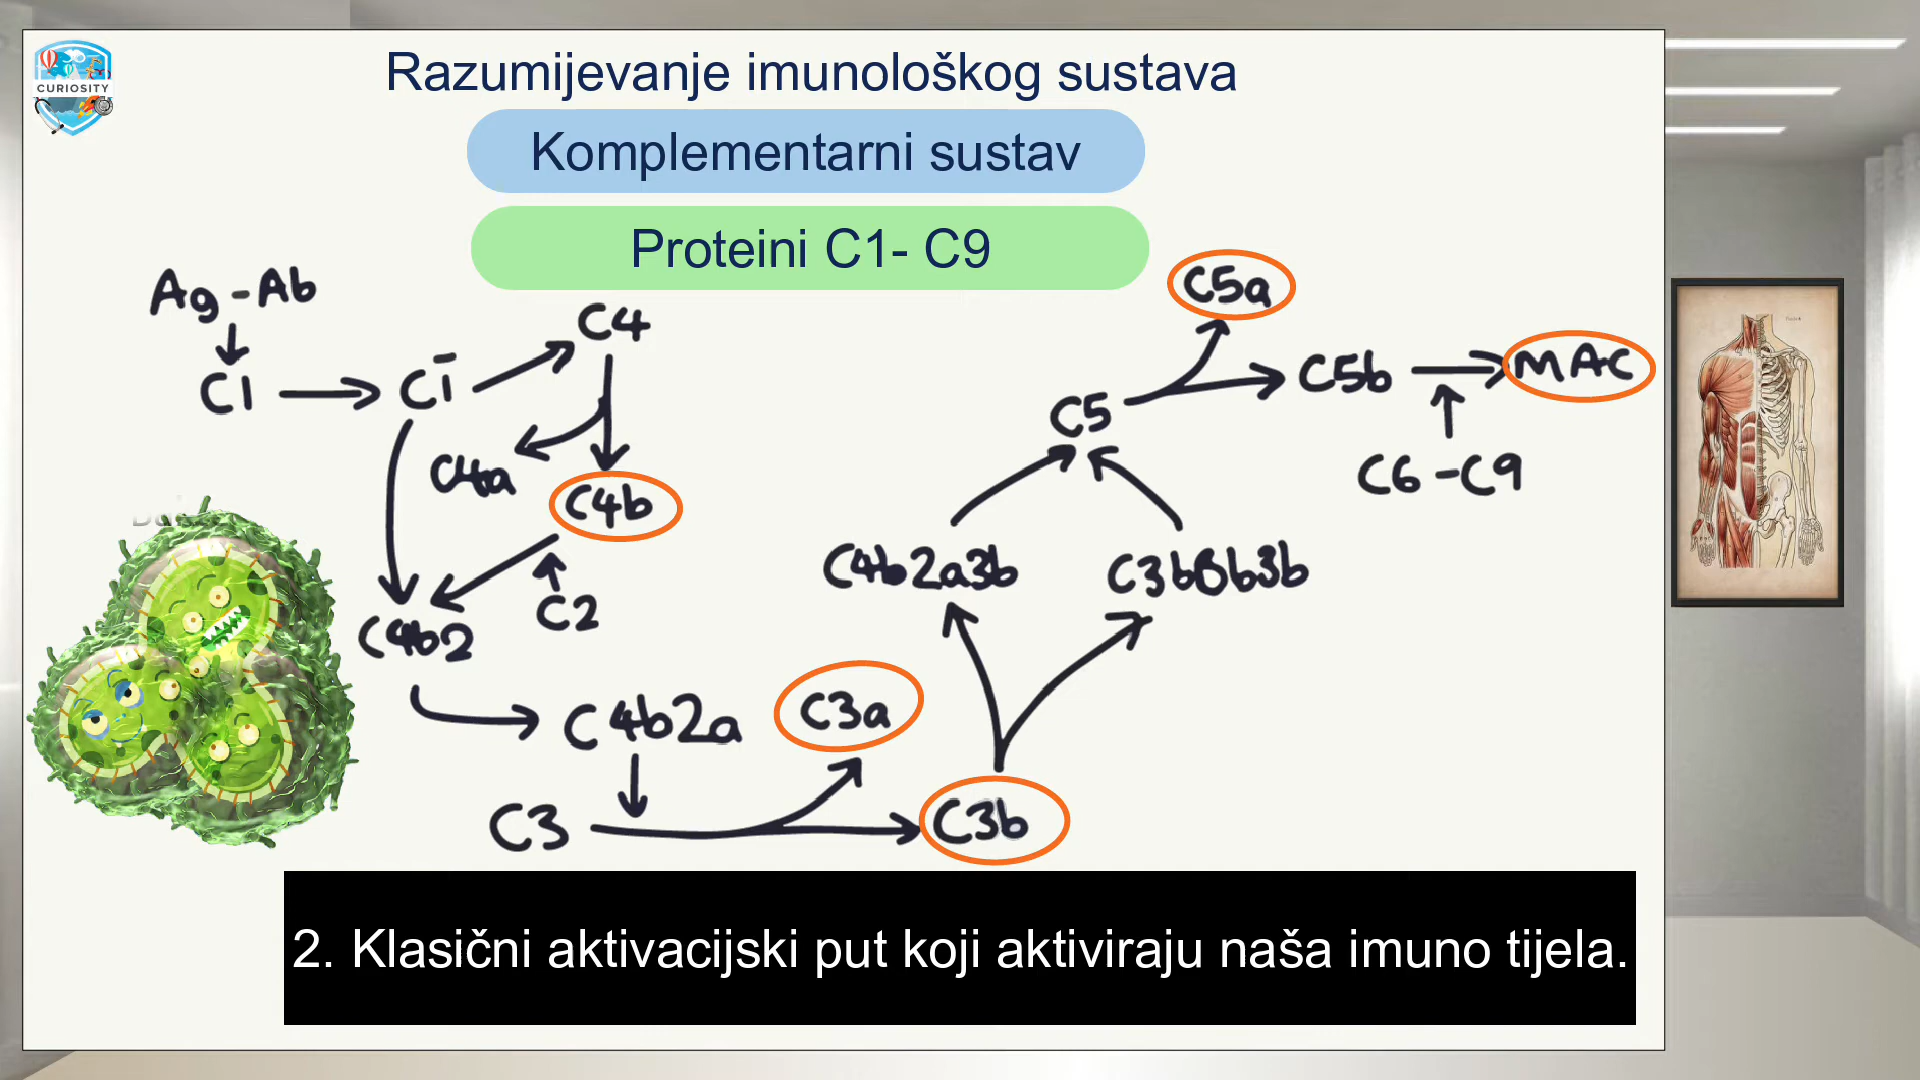 CURIOSITY
Razumijevanje imunološkog sustava
Komplementarni sustav
Proteini C1- C9
Ag-Ab
C1
C1̄
C4
C4a
C4b
C2
C4b2
C4b2a
C3
C3a
C3b
C4b2a3b
C3bBb3b
C5
C5a
C5b
MAC
C6-C9
2. Klasični aktivacijski put koji aktiviraju naša imuno tijela.